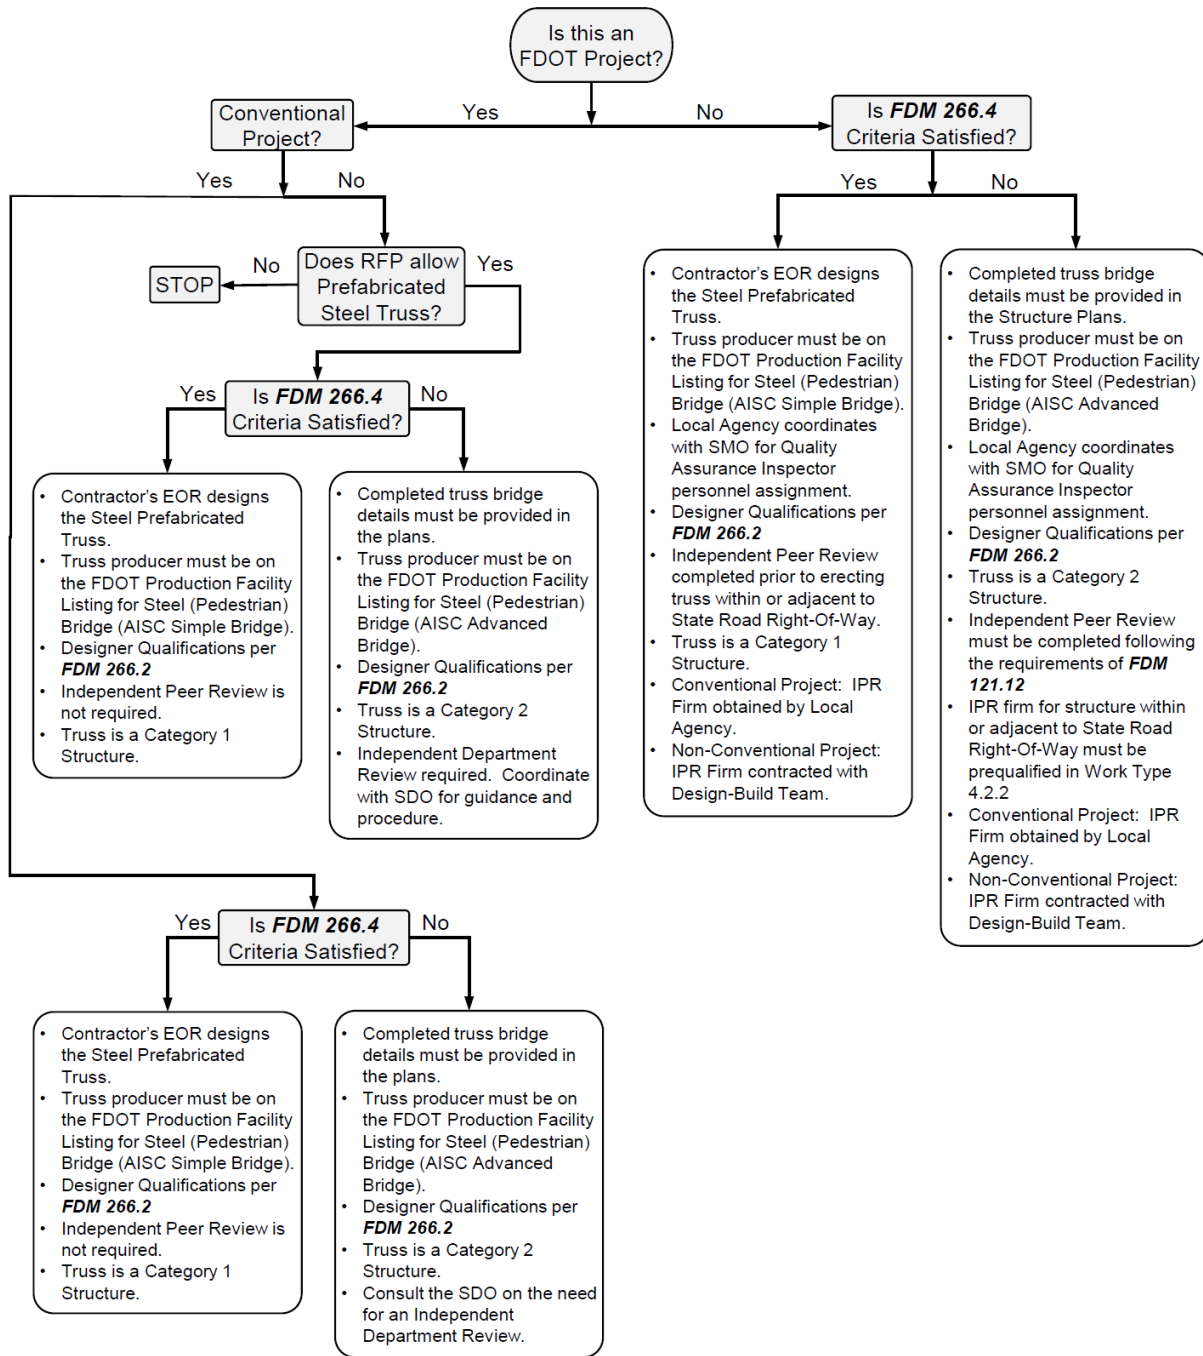 Is this an
FDOT Project?
Yes
No
Conventional
Project?
Is FDM 266.4
Criteria Satisfied?
Yes
No
Yes
No
Does RFP allow
Prefabricated
Steel Truss?
No
Yes
STOP
Is FDM 266.4
Criteria Satisfied?
Yes
No
• Contractor's EOR designs
the Steel Prefabricated
Truss.
• Truss producer must be on
the FDOT Production Facility
Listing for Steel (Pedestrian)
Bridge (AISC Simple Bridge).
• Designer Qualifications per
FDM 266.2
• Independent Peer Review is
not required.
• Truss is a Category 1
Structure.
• Completed truss bridge
details must be provided in
the plans.
• Truss producer must be on
the FDOT Production Facility
Listing for Steel (Pedestrian)
Bridge (AISC Advanced
Bridge).
• Designer Qualifications per
FDM 266.2
• Truss is a Category 2
Structure.
• Independent Department
Review required.  Coordinate
with SDO for guidance and
procedure.
• Contractor's EOR designs
the Steel Prefabricated
Truss.
• Truss producer must be on
the FDOT Production Facility
Listing for Steel (Pedestrian)
Bridge (AISC Simple Bridge).
• Local Agency coordinates
with SMO for Quality
Assurance Inspector
personnel assignment.
• Designer Qualifications per
FDM 266.2
• Independent Peer Review
completed prior to erecting
truss within or adjacent to
State Road Right-Of-Way.
• Truss is a Category 1
Structure.
• Conventional Project:  IPR
Firm obtained by Local
Agency.
• Non-Conventional Project:
IPR Firm contracted with
Design-Build Team.
• Completed truss bridge
details must be provided in
the Structure Plans.
• Truss producer must be on
the FDOT Production Facility
Listing for Steel (Pedestrian)
Bridge (AISC Advanced
Bridge).
• Local Agency coordinates
with SMO for Quality
Assurance Inspector
personnel assignment.
• Designer Qualifications per
FDM 266.2
• Truss is a Category 2
Structure.
• Independent Peer Review
must be completed following
the requirements of FDM
121.12
• IPR firm for structure within
or adjacent to State Road
Right-Of-Way must be
prequalified in Work Type
4.2.2
• Conventional Project:  IPR
Firm obtained by Local
Agency.
• Non-Conventional Project:
IPR Firm contracted with
Design-Build Team.
Is FDM 266.4
Criteria Satisfied?
Yes
No
• Contractor's EOR designs
the Steel Prefabricated
Truss.
• Truss producer must be on
the FDOT Production Facility
Listing for Steel (Pedestrian)
Bridge (AISC Simple Bridge).
• Designer Qualifications per
FDM 266.2
• Independent Peer Review is
not required.
• Truss is a Category 1
Structure.
• Completed truss bridge
details must be provided in
the plans.
• Truss producer must be on
the FDOT Production Facility
Listing for Steel (Pedestrian)
Bridge (AISC Advanced
Bridge).
• Designer Qualifications per
FDM 266.2
• Truss is a Category 2
Structure.
• Consult the SDO on the need
for an Independent
Department Review.